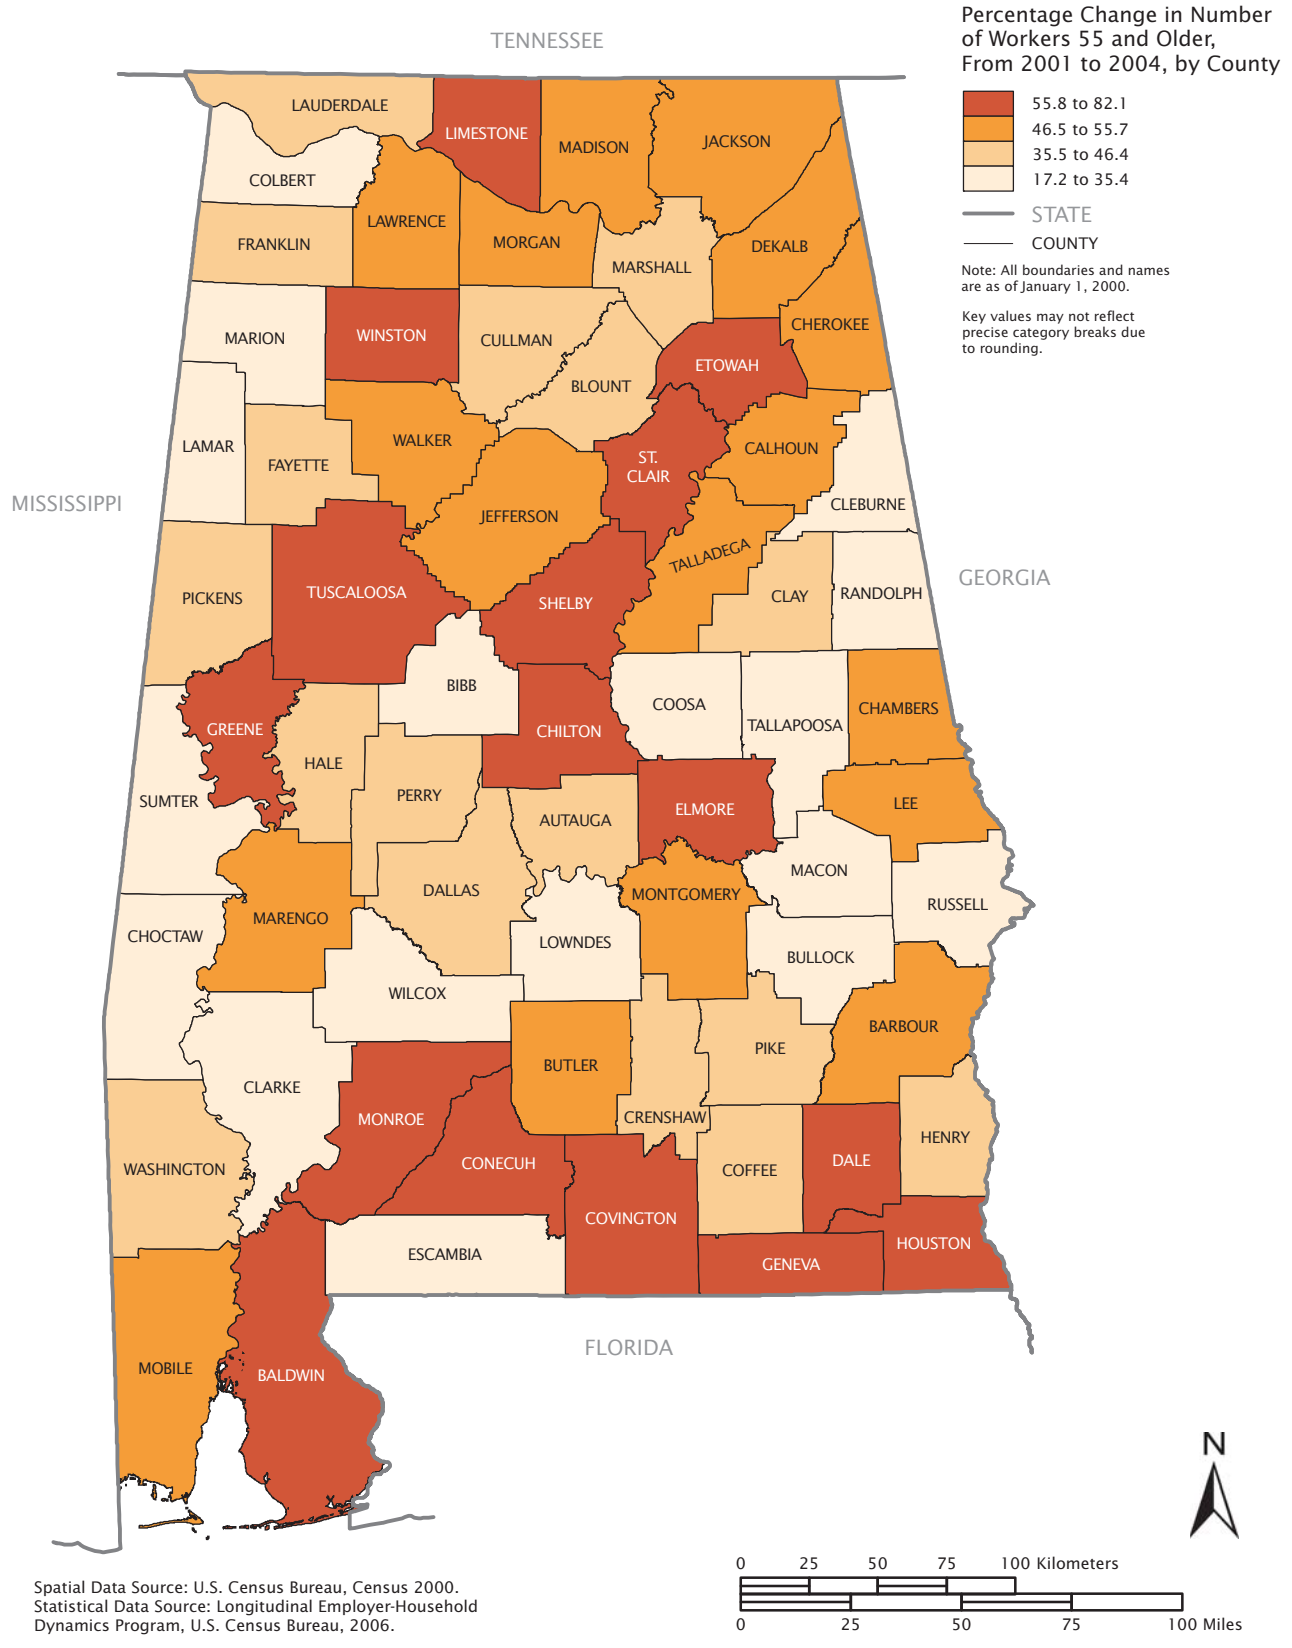 Percentage Change in Number
of Workers 55 and Older,
From 2001 to 2004, by County
55.8 to 82.1
46.5 to 55.7
35.5 to 46.4
17.2 to 35.4
STATE
COUNTY
Note: All boundaries and names
are as of January 1, 2000.
Key values may not reflect
precise category breaks due
to rounding.
TENNESSEE
LAUDERDALE
LIMESTONE
MADISON
JACKSON
COLBERT
LAWRENCE
FRANKLIN
MORGAN
MARSHALL
DEKALB
CHEROKEE
MARION
WINSTON
CULLMAN
BLOUNT
ETOWAH
LAMAR
FAYETTE
WALKER
ST.
CLAIR
CALHOUN
CLEBURNE
MISSISSIPPI
JEFFERSON
TALLADEGA
GEORGIA
PICKENS
TUSCALOOSA
SHELBY
CLAY
RANDOLPH
BIBB
COOSA
TALLAPOOSA
CHAMBERS
GREENE
HALE
CHILTON
SUMTER
PERRY
AUTAUGA
ELMORE
LEE
MACON
DALLAS
MONTGOMERY
RUSSELL
MARENGO
CHOCTAW
LOWNDES
BULLOCK
WILCOX
BARBOUR
PIKE
BUTLER
CLARKE
CRENSHAW
MONROE
HENRY
WASHINGTON
CONECUH
COFFEE
DALE
COVINGTON
HOUSTON
ESCAMBIA
GENEVA
FLORIDA
MOBILE
BALDWIN
N
0 25 50 75 100 Kilometers
0 25 50 75 100 Miles
Spatial Data Source: U.S. Census Bureau, Census 2000.
Statistical Data Source: Longitudinal Employer-Household
Dynamics Program, U.S. Census Bureau, 2006.